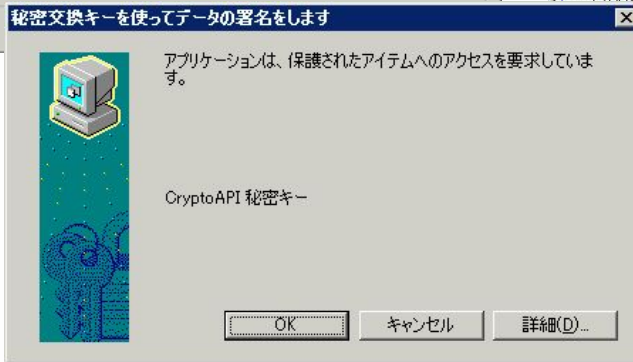 秘密交換キーを使ってデータの署名をします
アプリケーションは、保護されたアイテムへのアクセスを要求していま
す。
CryptoAPI 秘密キー
OK キャンセル 詳細(D)...